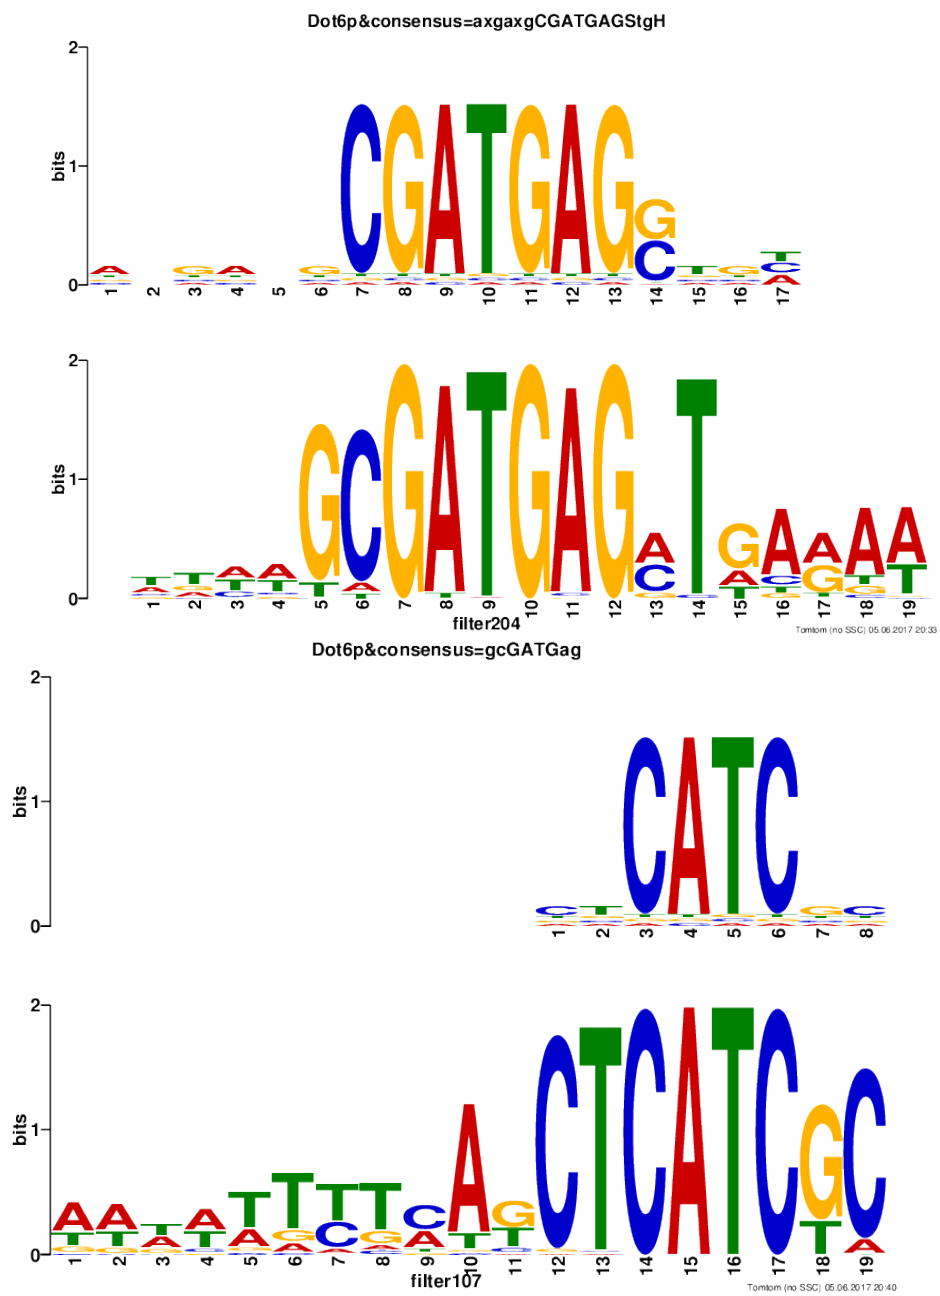 Dot6p&consensus=axgaxgCGATGAGStgH
2
1
0
bits
CGATGAG
G
C
A
G
A
G
T
G
T
C
A
1 2 3 4 5 6 7 8 9 10 11 12 13 14 15 16 17
2
1
0
bits
GCGATGAG
T
1 2 3 4 5 6 7 8 9 10 11 12 13 14 15 16 17 18 19
filter204
Tomtom (no SSC) 05.06.2017 20:33
Dot6p&consensus=gcGATGag
2
1
0
bits
CATC
1 2 3 4 5 6 7 8
2
1
0
bits
CTCATCGC
1 2 3 4 5 6 7 8 9 10 11 12 13 14 15 16 17 18 19
filter107
Tomtom (no SSC) 05.06.2017 20:40